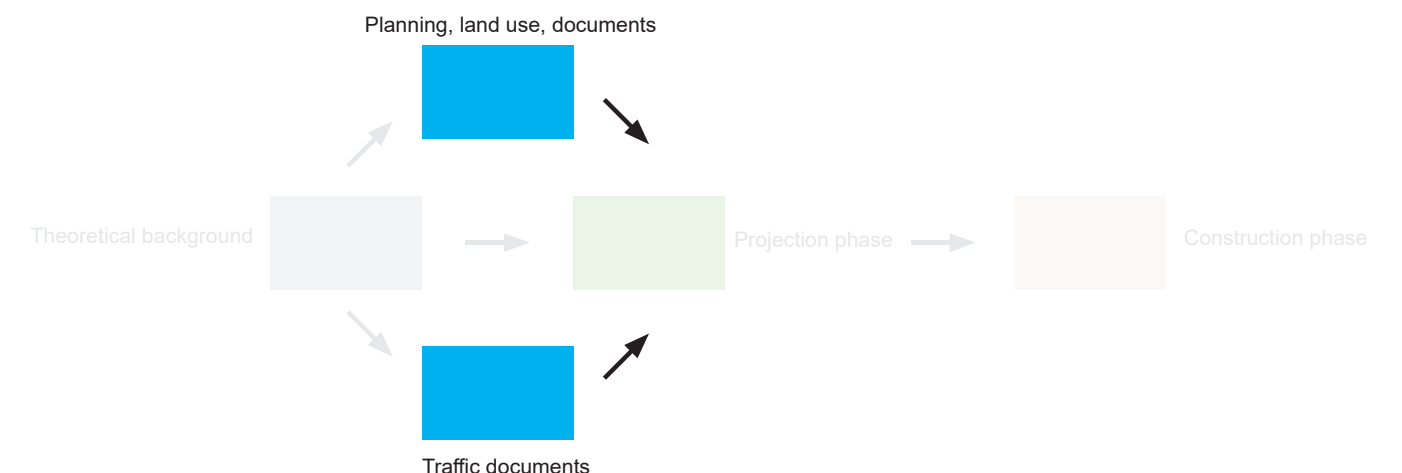 Planning, land use, documents
Theoretical background
Projection phase
Construction phase
Traffic documents